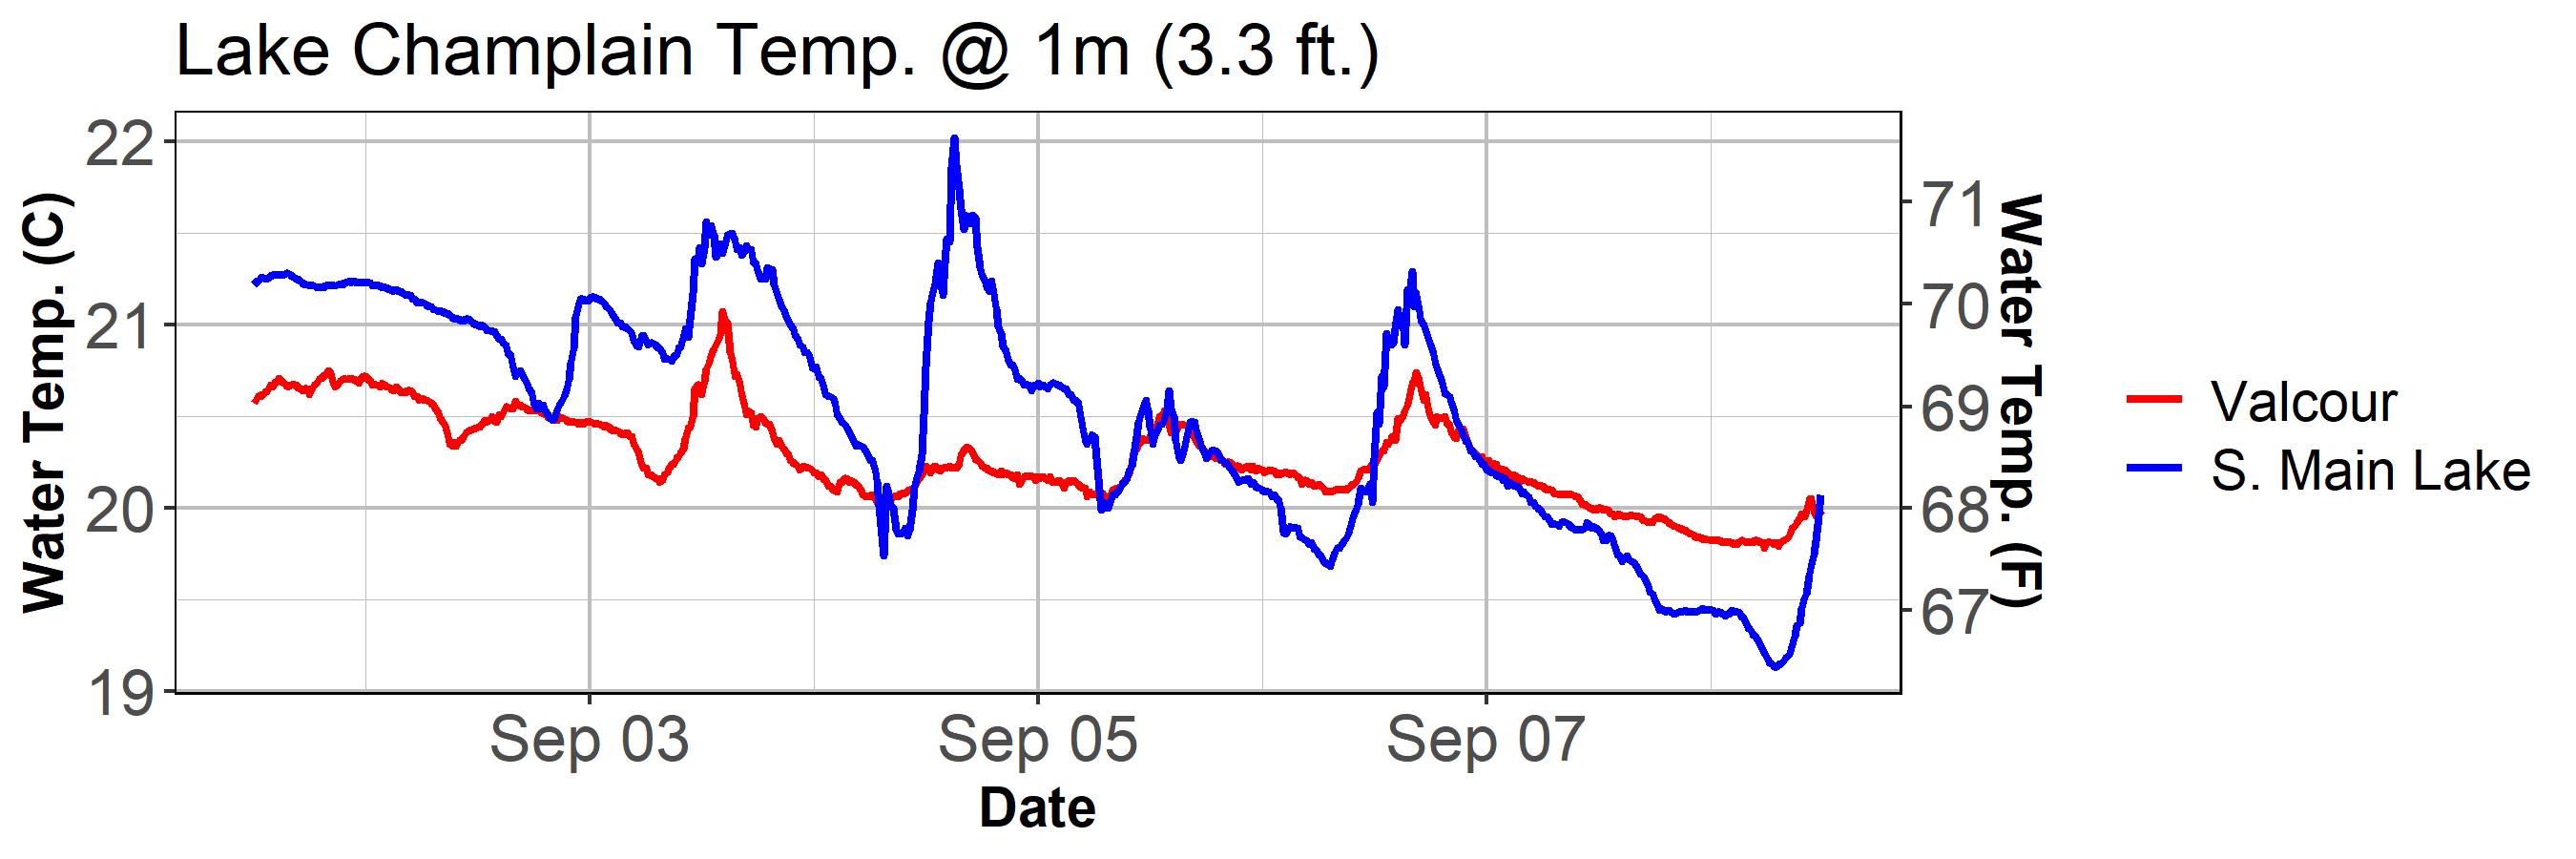 Lake Champlain Temp. @ 1m (3.3 ft.)
Water Temp. (C)
22
21
20
19
71
70
69
68
67
Water Temp. (F)
Sep 03 Sep 05 Sep 07
Date
Valcour
S. Main Lake